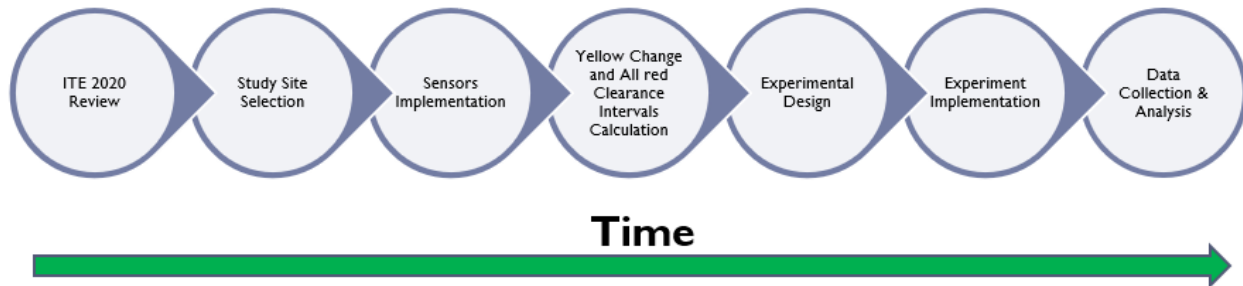 ITE 2020
Review
Study Site
Selection
Sensors
Implementation
Yellow Change
and All red
Clearance
Intervals
Calculation
Experimental
Design
Experiment
Implementation
Data
Collection &
Analysis
Time